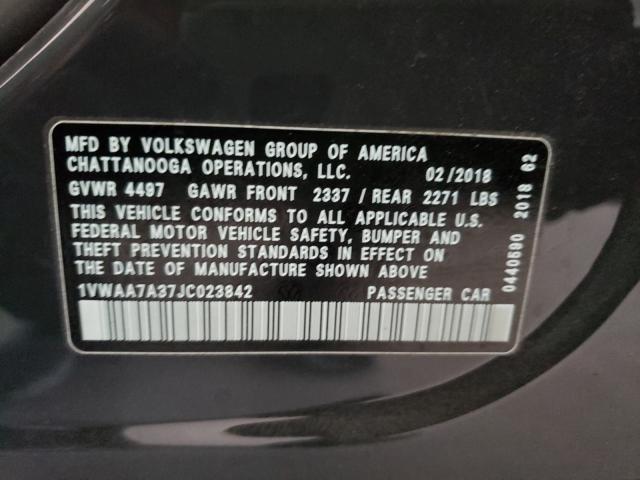 MFD BY VOLKSWAGEN GROUP OF AMERICA
CHATTANOOGA OPERATIONS, LLC. 02/2018
GVWR 4497 GAWR FRONT 2337 / REAR 2271 LBS
THIS VEHICLE CONFORMS TO ALL APPLICABLE U.S.
FEDERAL MOTOR VEHICLE SAFETY, BUMPER AND
THEFT PREVENTION STANDARDS IN EFFECT ON
THE DATE OF MANUFACTURE SHOWN ABOVE
1VWAA7A37JC023842 PASSENGER CAR
0440590 2018 62